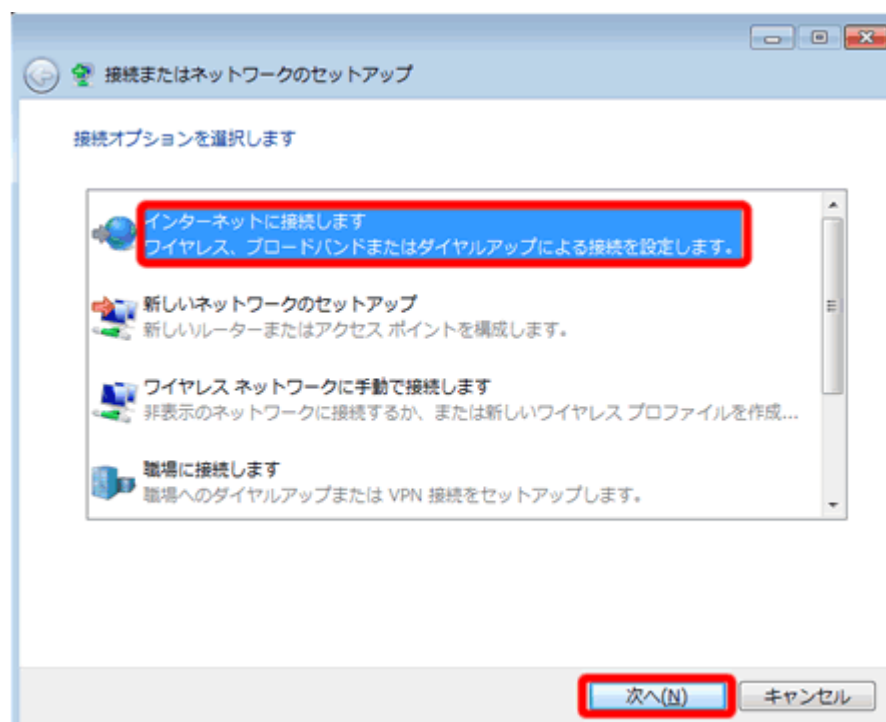 接続またはネットワークのセットアップ
接続オプションを選択します
インターネットに接続します
ワイヤレス、ブロードバンドまたはダイヤルアップによる接続を設定します。
新しいネットワークのセットアップ
新しいルーターまたはアクセス ポイントを構成します。
ワイヤレス ネットワークに手動で接続します
非表示のネットワークに接続するか、または新しいワイヤレス プロファイルを作成...
職場に接続します
職場へのダイヤルアップまたは VPN 接続をセットアップします。
次へ(N)
キャンセル